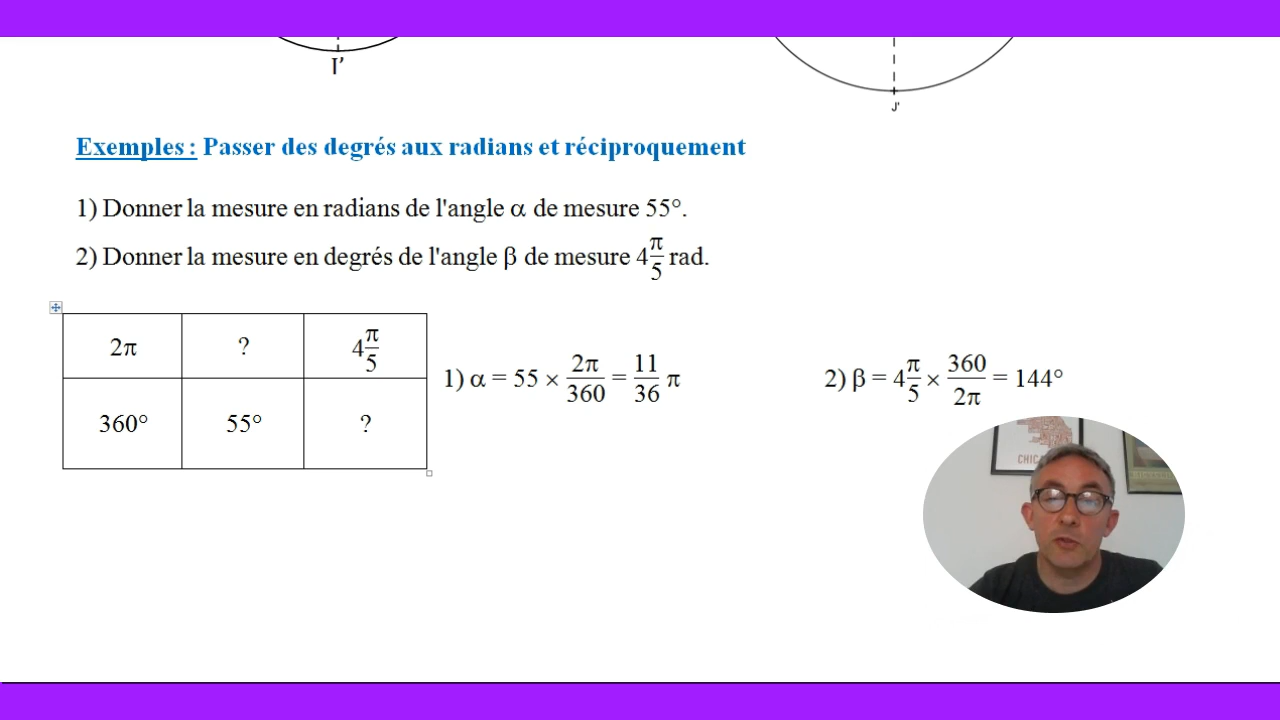 I'
J'
Exemples : Passer des degrés aux radians et réciproquement
1) Donner la mesure en radians de l'angle α de mesure 55°.
2) Donner la mesure en degrés de l'angle β de mesure 4π/5 rad.
2π ? 4π/5
360° 55° ?
1) α = 55 × 2π/360 = 11/36 π
2) β = 4π/5 × 360/2π = 144°